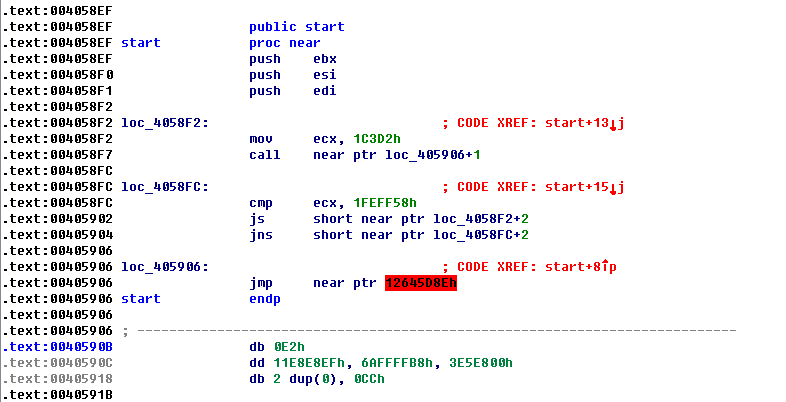 .text:004058EF
.text:004058EF public start
.text:004058EF start proc near
.text:004058EF push ebx
.text:004058F0 push esi
.text:004058F1 push edi
.text:004058F2
.text:004058F2 loc_4058F2: ; CODE XREF: start+13↓j
.text:004058F2 mov ecx, 1C3D2h
.text:004058F7 call near ptr loc_405906+1
.text:004058FC
.text:004058FC loc_4058FC: ; CODE XREF: start+15↓j
.text:004058FC cmp ecx, 1FEFF58h
.text:00405902 js short near ptr loc_4058F2+2
.text:00405904 jns short near ptr loc_4058FC+2
.text:00405906
.text:00405906 loc_405906: ; CODE XREF: start+8↑p
.text:00405906 jmp near ptr 12645D8Eh
.text:00405906 start endp
.text:00405906
.text:00405906 ; ---------------------------------------------------------------------------
.text:0040590B db 0E2h
.text:0040590C dd 11E8E8EFh, 6AFFFFB8h, 3E5E800h
.text:00405918 db 2 dup(0), 0CCh
.text:0040591B